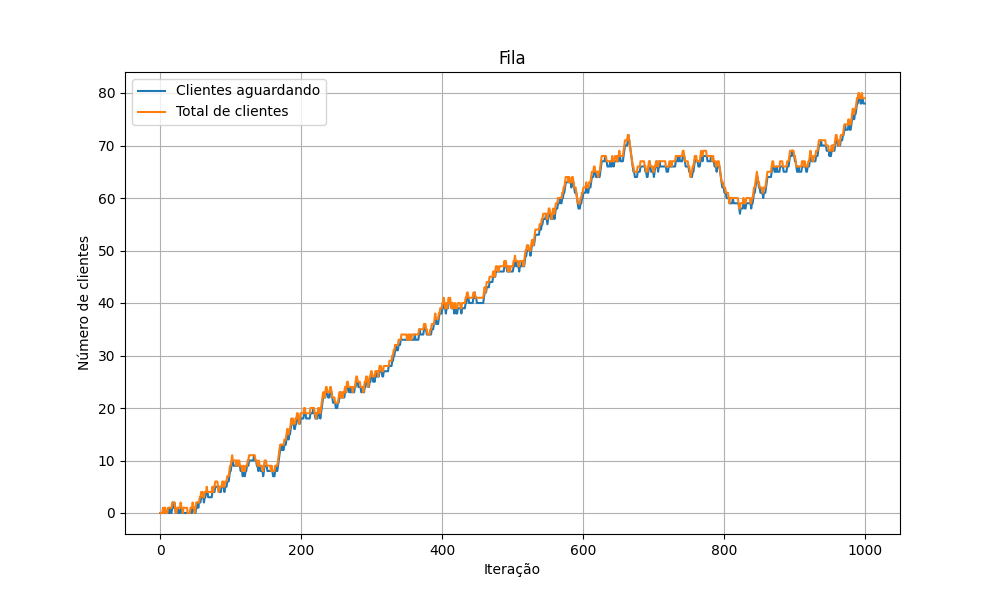 Fila
Clientes aguardando
Total de clientes
80
70
60
50
40
30
20
10
0
Número de clientes
0 200 400 600 800 1000
Iteração